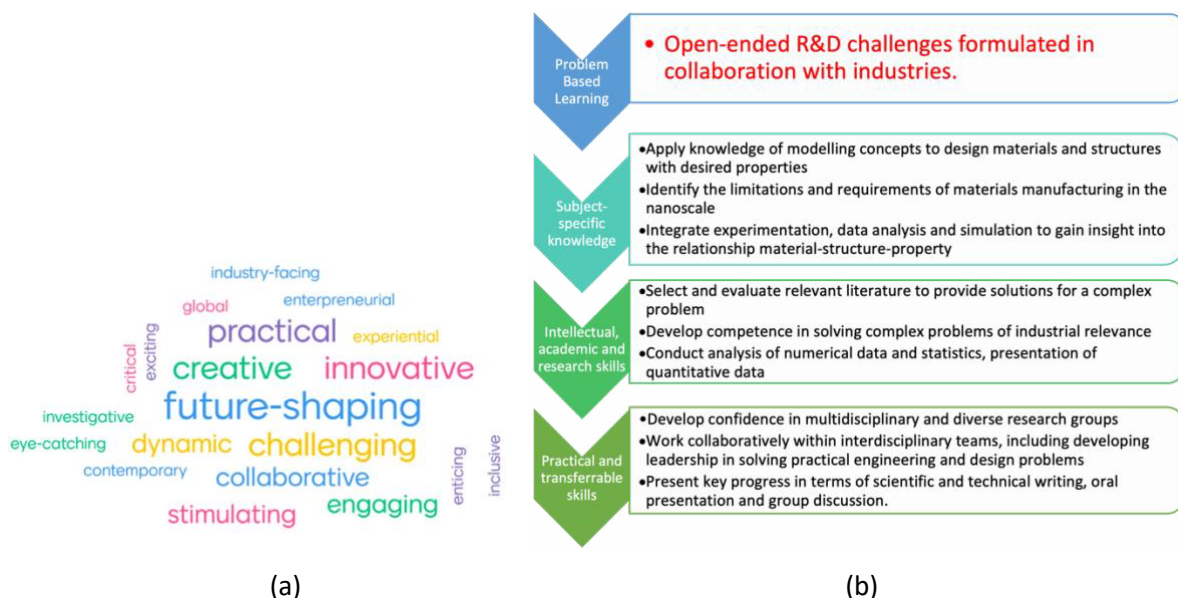 industry-facing
global enterpreneurial
practical experiential
critical
exciting
creative innovative
future-shaping
investigative
eye-catching dynamic challenging
contemporary collaborative
enticing
inclusive
stimulating engaging
(a)
Problem
Based
Learning
• Open-ended R&D challenges formulated in
collaboration with industries.
Subject-
specific
knowledge
•Apply knowledge of modelling concepts to design materials and structures
with desired properties
•Identify the limitations and requirements of materials manufacturing in the
nanoscale
•Integrate experimentation, data analysis and simulation to gain insight into
the relationship material-structure-property
Intellectual,
academic and
research skills
•Select and evaluate relevant literature to provide solutions for a complex
problem
•Develop competence in solving complex problems of industrial relevance
•Conduct analysis of numerical data and statistics, presentation of
quantitative data
Practical and
transferrable
skills
•Develop confidence in multidisciplinary and diverse research groups
•Work collaboratively within interdisciplinary teams, including developing
leadership in solving practical engineering and design problems
•Present key progress in terms of scientific and technical writing, oral
presentation and group discussion.
(b)